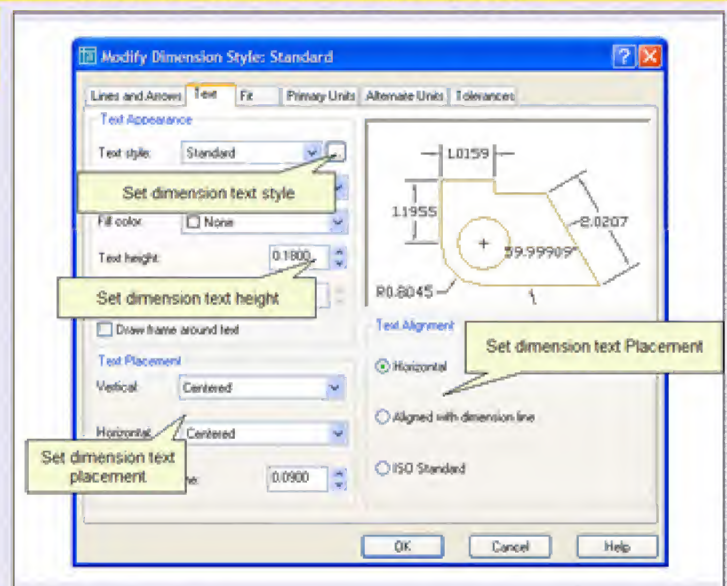 Modify Dimension Style: Standard
Lines and Arrows Text Fit Primary Units Alternate Units Tolerances
Text Appearance
Text style: Standard ...
Set dimension text style
Fill color: None
Text height: 0.1800
Set dimension text height
Draw frame around text
Text Placement
Vertical: Centered
Horizontal: Centered
Set dimension text
placement
0.0900
1.0159
1.1955
2.0207
59.99909°
R0.8045
Text Alignment
Set dimension text Placement
Horizontal
Aligned with dimension line
ISO Standard
OK Cancel Help